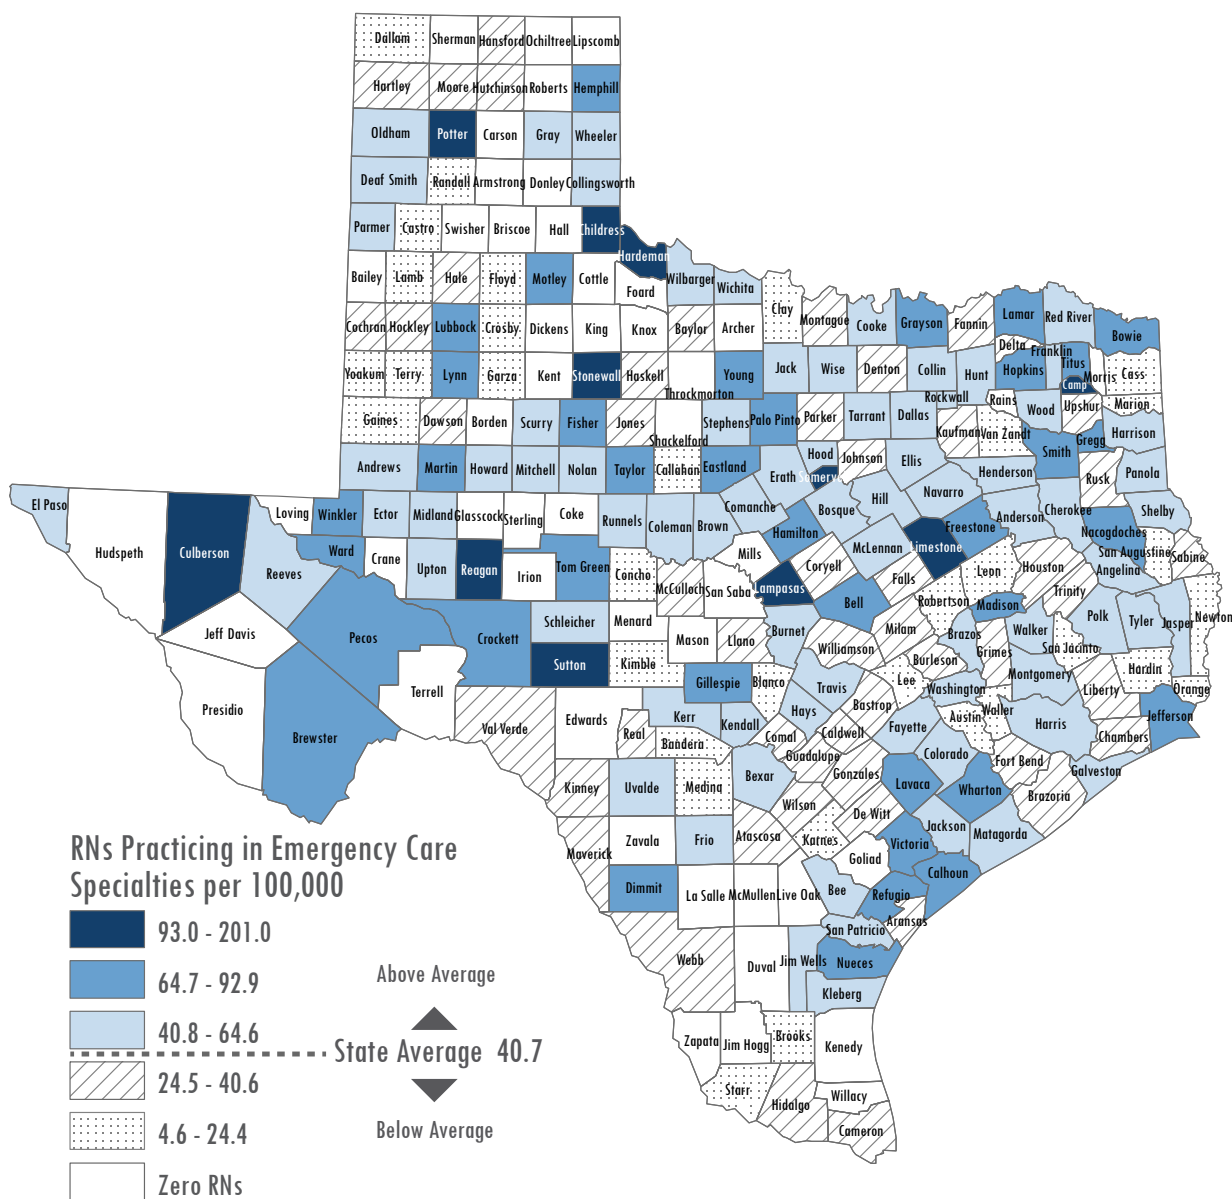 Dallam Sherman Hansford Ochiltree Lipscomb
Hartley Moore Hutchinson Roberts Hemphill
Oldham Potter Carson Gray Wheeler
Deaf Smith Randall Armstrong Donley Collingsworth
Parmer Castro Swisher Briscoe Hall Childress
Hardeman
Bailey Lamb Hale Floyd Motley Cottle Foard Wilbarger Wichita
Clay Montague Cooke Grayson Fannin Lamar Red River Bowie
Cochran Hockley Lubbock Crosby Dickens King Knox Baylor Archer
Delta Franklin Titus Morris Cass
Yoakum Terry Lynn Garza Kent Stonewall Haskell Throckmorton Young Jack Wise Denton Collin Hunt Hopkins Camp
Rockwall Rains Wood Upshur Marion
Gaines Dawson Borden Scurry Fisher Jones Shackelford Stephens Palo Pinto Parker Tarrant Dallas Kaufman Van Zandt Smith Gregg Harrison
Andrews Martin Howard Mitchell Nolan Taylor Callahan Eastland Erath Hood Somerve Johnson Ellis Henderson Rusk Panola
El Paso Hudspeth Culberson Reeves Loving Winkler Ector Midland Glasscock Sterling Coke Runnels Coleman Brown Comanche Bosque Hill Navarro Anderson Cherokee Nacogdoches Shelby
Ward Crane Upton Reagan Irion Tom Green Concho McCulloch San Saba Mills Hamilton Coryell McLennan Limestone Freestone Leon Houston Angelina San Augustine Sabine
Lampasas Bell Falls Robertson Madison Trinity Polk Tyler Jasper Newton
Jeff Davis Pecos Crockett Schleicher Menard Mason Llano Burnet Williamson Milam Brazos Grimes Walker San Jacinto Hardin
Presidio Brewster Terrell Sutton Kimble Gillespie Blanco Travis Lee Burleson Washington Montgomery Liberty Orange
Val Verde Edwards Real Kerr Kendall Bandera Hays Comal Caldwell Bastrop Fayette Austin Waller Harris Chambers Jefferson
Kinney Uvalde Medina Bexar Guadalupe Gonzales Wilson Lavaca Colorado Wharton Fort Bend Brazoria Galveston
Maverick Zavala Frio Atascosa Karnes De Witt Goliad Victoria Jackson Matagorda
Dimmit La Salle McMullen Live Oak Bee Refugio Calhoun Aransas
Webb Duval Jim Wells San Patricio Nueces
Kleberg
Zapata Jim Hogg Brooks Kenedy
Starr Hidalgo Willacy
Cameron
RNs Practicing in Emergency Care
Specialties per 100,000
93.0 - 201.0
64.7 - 92.9
Above Average
40.8 - 64.6
State Average 40.7
24.5 - 40.6
4.6 - 24.4
Below Average
Zero RNs